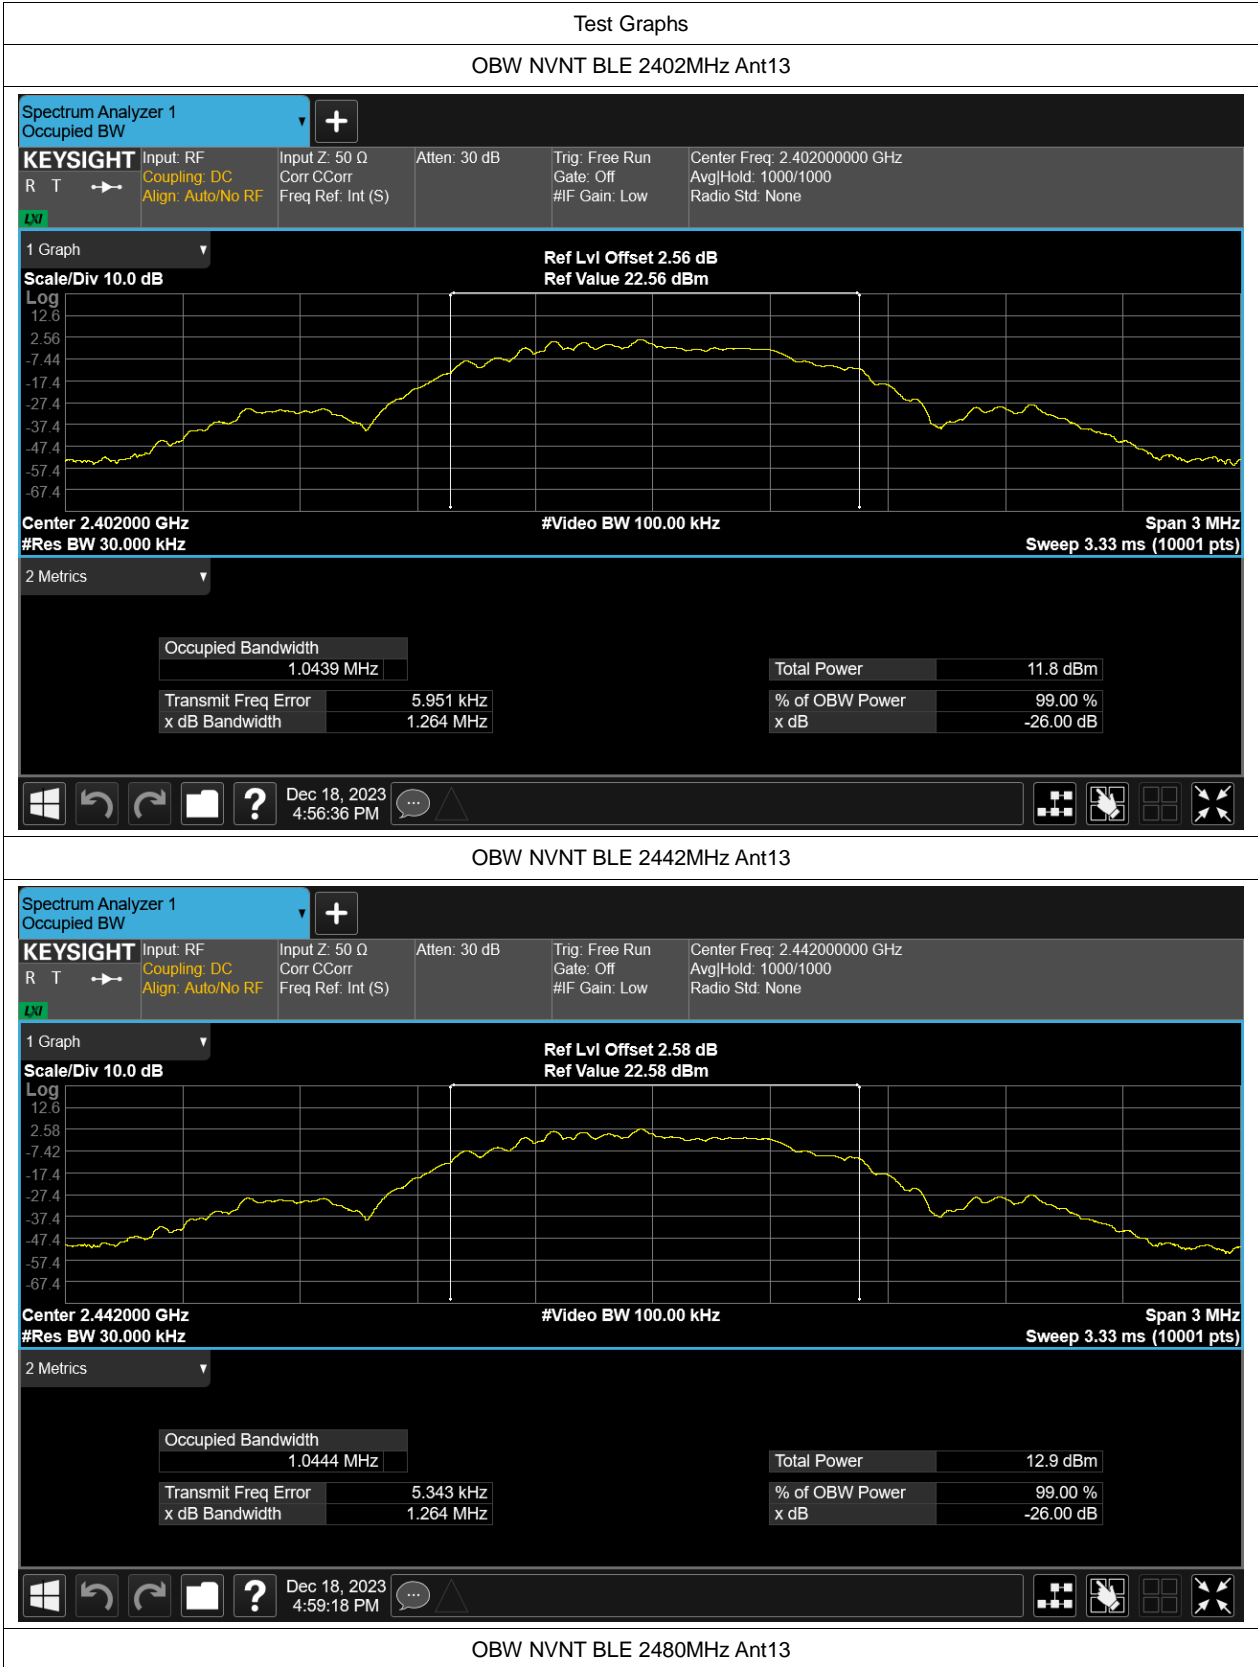 Test Graphs
OBW NVNT BLE 2402MHz Ant13
Spectrum Analyzer 1
Occupied BW
KEYSIGHT Input: RF Input Z: 50 Ω Atten: 30 dB Trig: Free Run Center Freq: 2.402000000 GHz
R T Coupling: DC Corr CCorr Gate: Off Avg|Hold: 1000/1000
Align: Auto/No RF Freq Ref: Int (S) #IF Gain: Low Radio Std: None
LXI
1 Graph
Ref Lvl Offset 2.56 dB
Scale/Div 10.0 dB Ref Value 22.56 dBm
Log
12.6
2.56
-7.44
-17.4
-27.4
-37.4
-47.4
-57.4
-67.4
Center 2.402000 GHz #Video BW 100.00 kHz Span 3 MHz
#Res BW 30.000 kHz Sweep 3.33 ms (10001 pts)
2 Metrics
Occupied Bandwidth
1.0439 MHz Total Power 11.8 dBm
Transmit Freq Error 5.951 kHz % of OBW Power 99.00 %
x dB Bandwidth 1.264 MHz x dB -26.00 dB
Dec 18, 2023
4:56:36 PM
OBW NVNT BLE 2442MHz Ant13
Spectrum Analyzer 1
Occupied BW
KEYSIGHT Input: RF Input Z: 50 Ω Atten: 30 dB Trig: Free Run Center Freq: 2.442000000 GHz
R T Coupling: DC Corr CCorr Gate: Off Avg|Hold: 1000/1000
Align: Auto/No RF Freq Ref: Int (S) #IF Gain: Low Radio Std: None
LXI
1 Graph
Ref Lvl Offset 2.58 dB
Scale/Div 10.0 dB Ref Value 22.58 dBm
Log
12.6
2.58
-7.42
-17.4
-27.4
-37.4
-47.4
-57.4
-67.4
Center 2.442000 GHz #Video BW 100.00 kHz Span 3 MHz
#Res BW 30.000 kHz Sweep 3.33 ms (10001 pts)
2 Metrics
Occupied Bandwidth
1.0444 MHz Total Power 12.9 dBm
Transmit Freq Error 5.343 kHz % of OBW Power 99.00 %
x dB Bandwidth 1.264 MHz x dB -26.00 dB
Dec 18, 2023
4:59:18 PM
OBW NVNT BLE 2480MHz Ant13